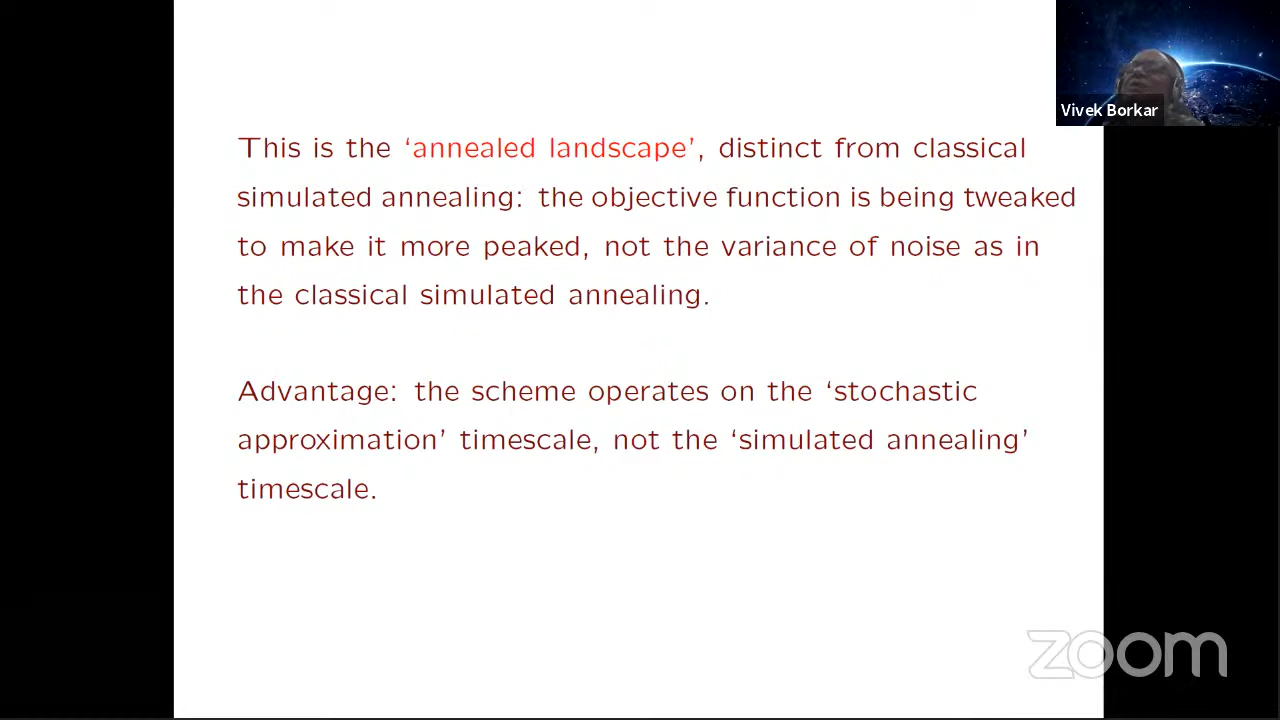 Vivek Borkar
This is the ‘annealed landscape’, distinct from classical
simulated annealing: the objective function is being tweaked
to make it more peaked, not the variance of noise as in
the classical simulated annealing.
Advantage: the scheme operates on the ‘stochastic
approximation’ timescale, not the ‘simulated annealing’
timescale.
zoom